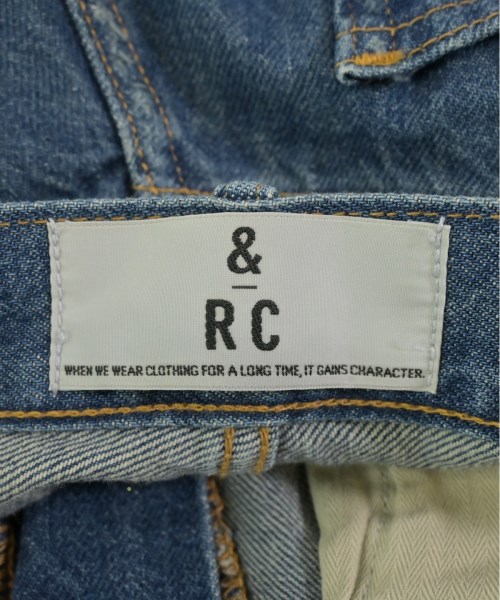 &
RC
WHEN WE WEAR CLOTHING FOR A LONG TIME, IT GAINS CHARACTER.